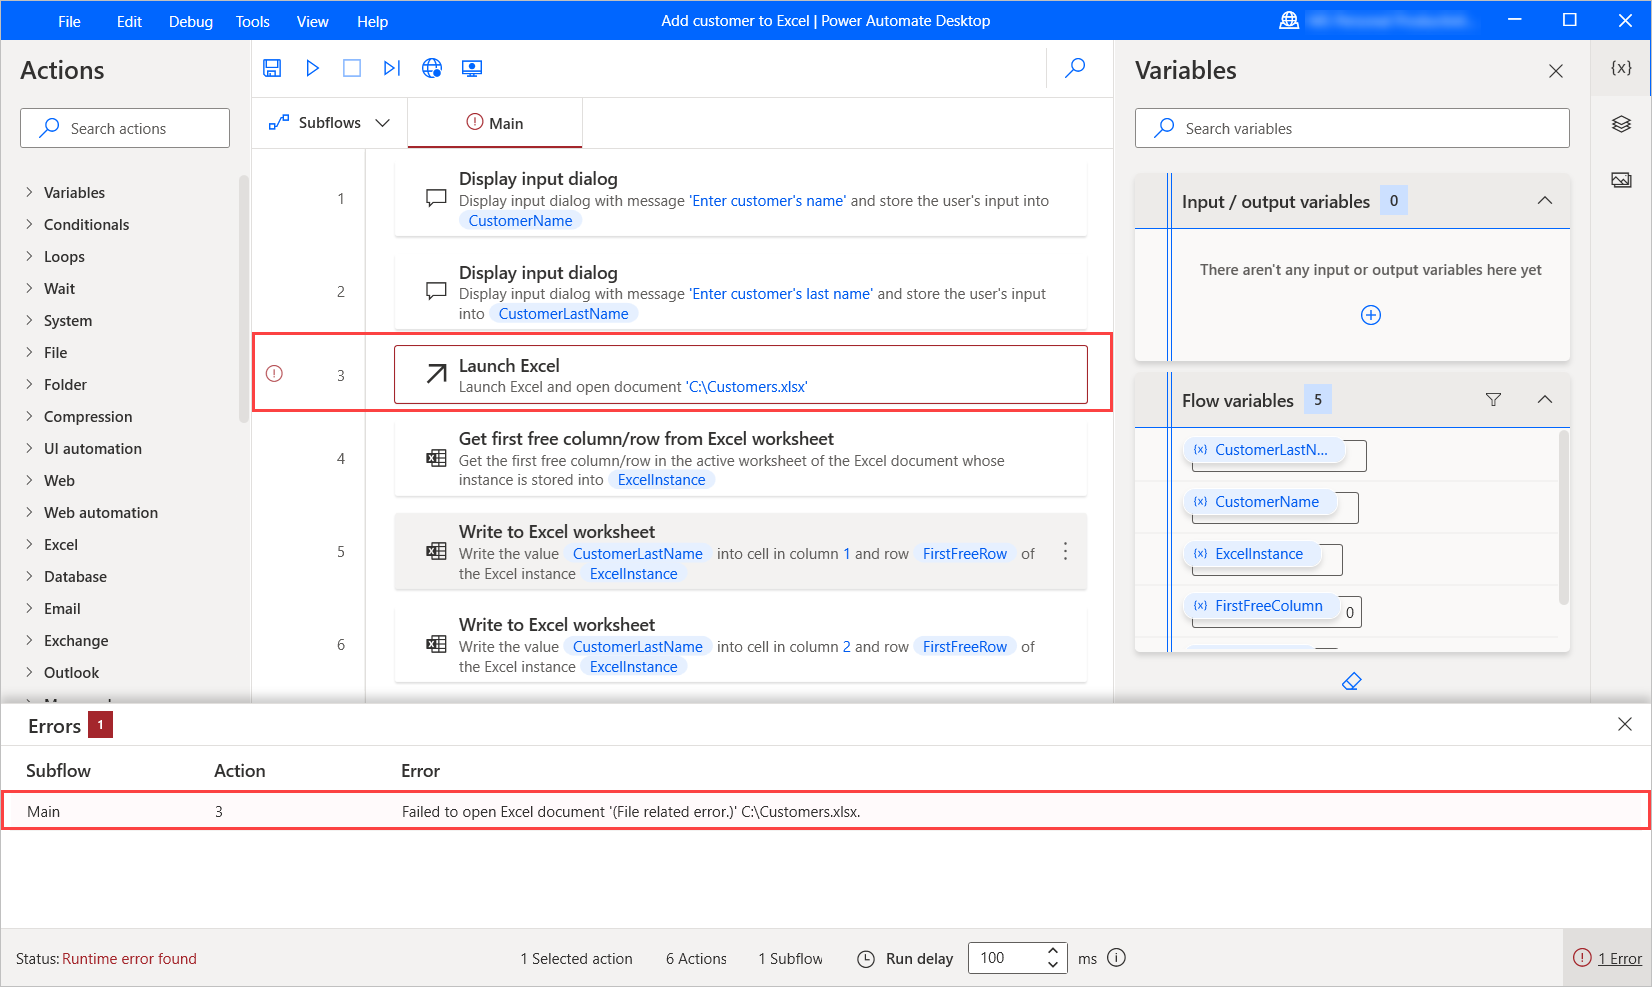 File Edit Debug Tools View Help
Add customer to Excel | Power Automate Desktop
Actions
Search actions
Variables
Conditionals
Loops
Wait
System
File
Folder
Compression
UI automation
Web
Web automation
Excel
Database
Email
Exchange
Outlook
Subflows
Main
1
Display input dialog
Display input dialog with message 'Enter customer's name' and store the user's input into
CustomerName
2
Display input dialog
Display input dialog with message 'Enter customer's last name' and store the user's input
into CustomerLastName
3
Launch Excel
Launch Excel and open document 'C:\Customers.xlsx'
4
Get first free column/row from Excel worksheet
Get the first free column/row in the active worksheet of the Excel document whose
instance is stored into ExcelInstance
5
Write to Excel worksheet
Write the value CustomerLastName into cell in column 1 and row FirstFreeRow of
the Excel instance ExcelInstance
6
Write to Excel worksheet
Write the value CustomerLastName into cell in column 2 and row FirstFreeRow of
the Excel instance ExcelInstance
Variables
{x}
Search variables
Input / output variables 0
There aren't any input or output variables here yet
Flow variables 5
{x} CustomerLastN...
{x} CustomerName
{x} ExcelInstance
{x} FirstFreeColumn 0
Errors 1
Subflow Action Error
Main 3 Failed to open Excel document '(File related error.)' C:\Customers.xlsx.
Status: Runtime error found
1 Selected action 6 Actions 1 Subflow Run delay 100 ms
1 Error